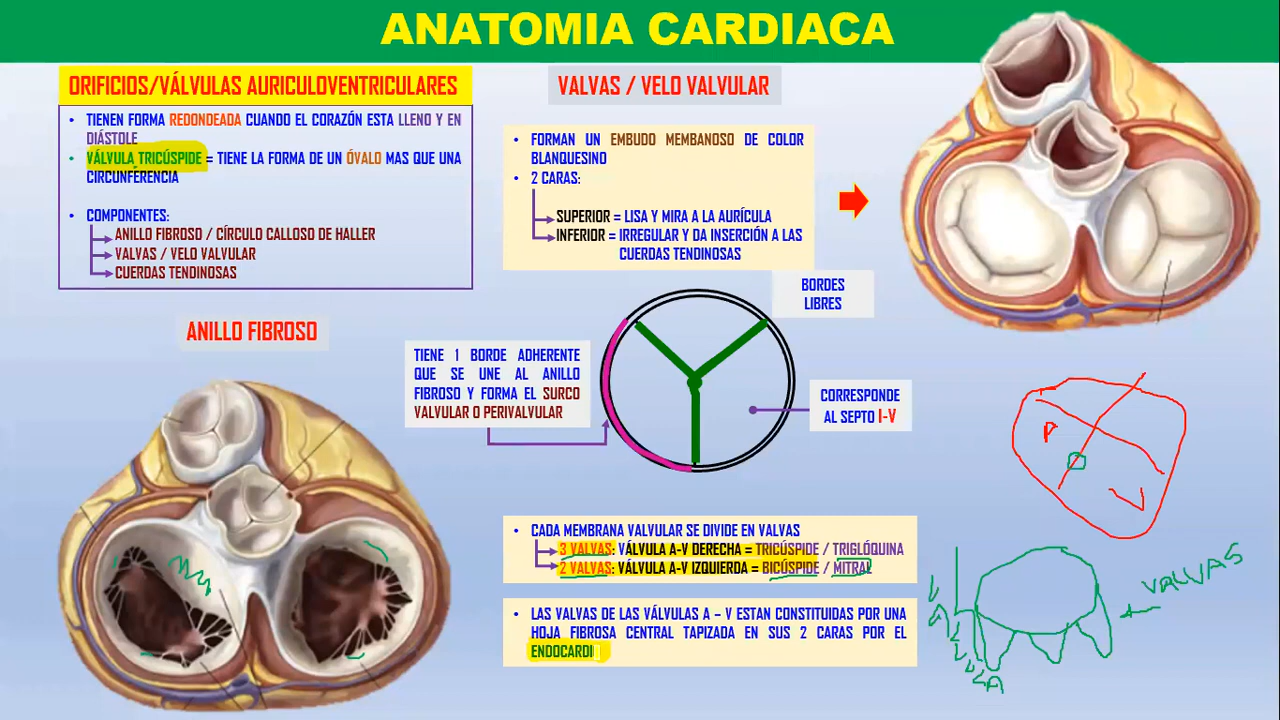 ANATOMIA CARDIACA
ORIFICIOS/VÁLVULAS AURICULOVENTRICULARES
TIENEN FORMA REDONDEADA CUANDO EL CORAZÓN ESTA LLENO Y EN
DIÁSTOLE
VÁLVULA TRICÚSPIDE = TIENE LA FORMA DE UN ÓVALO MAS QUE UNA
CIRCUNFERENCIA
COMPONENTES:
ANILLO FIBROSO / CÍRCULO CALLOSO DE HALLER
VALVAS / VELO VALVULAR
CUERDAS TENDINOSAS
ANILLO FIBROSO
VALVAS / VELO VALVULAR
FORMAN UN EMBUDO MEMBANOSO DE COLOR
BLANQUESINO
2 CARAS:
SUPERIOR = LISA Y MIRA A LA AURÍCULA
INFERIOR = IRREGULAR Y DA INSERCIÓN A LAS
CUERDAS TENDINOSAS
BORDES
LIBRES
TIENE 1 BORDE ADHERENTE
QUE SE UNE AL ANILLO
FIBROSO Y FORMA EL SURCO
VALVULAR O PERIVALVULAR
CORRESPONDE
AL SEPTO I-V
CADA MEMBRANA VALVULAR SE DIVIDE EN VALVAS
3 VALVAS: VÁLVULA A-V DERECHA = TRICÚSPIDE / TRIGLÓQUINA
2 VALVAS: VÁLVULA A-V IZQUIERDA = BICÚSPIDE / MITRAL
LAS VALVAS DE LAS VÁLVULAS A – V ESTAN CONSTITUIDAS POR UNA
HOJA FIBROSA CENTRAL TAPIZADA EN SUS 2 CARAS POR EL
ENDOCARDI
P
VALVAS